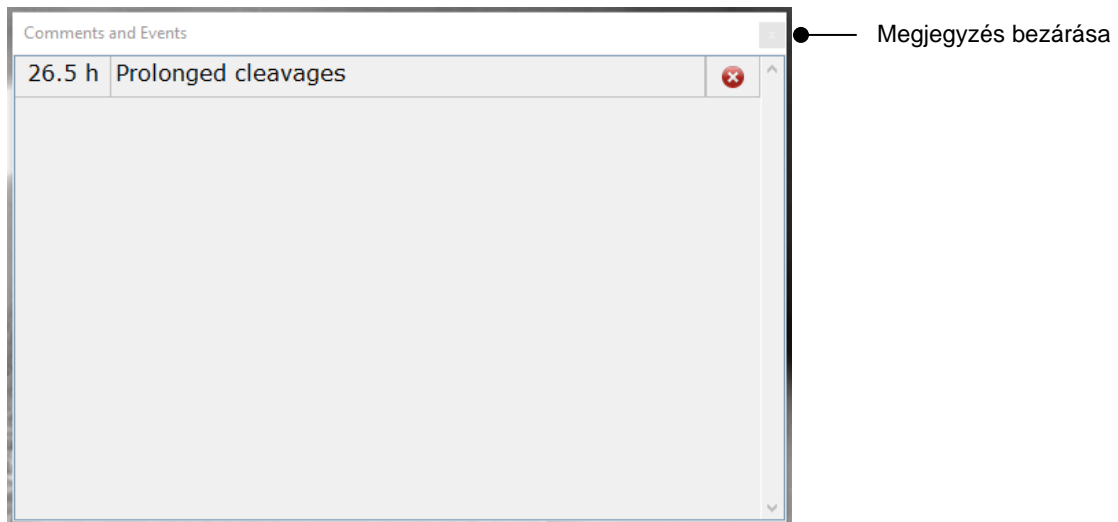 Comments and Events
Megjegyzés bezárása
26.5 h Prolonged cleavages